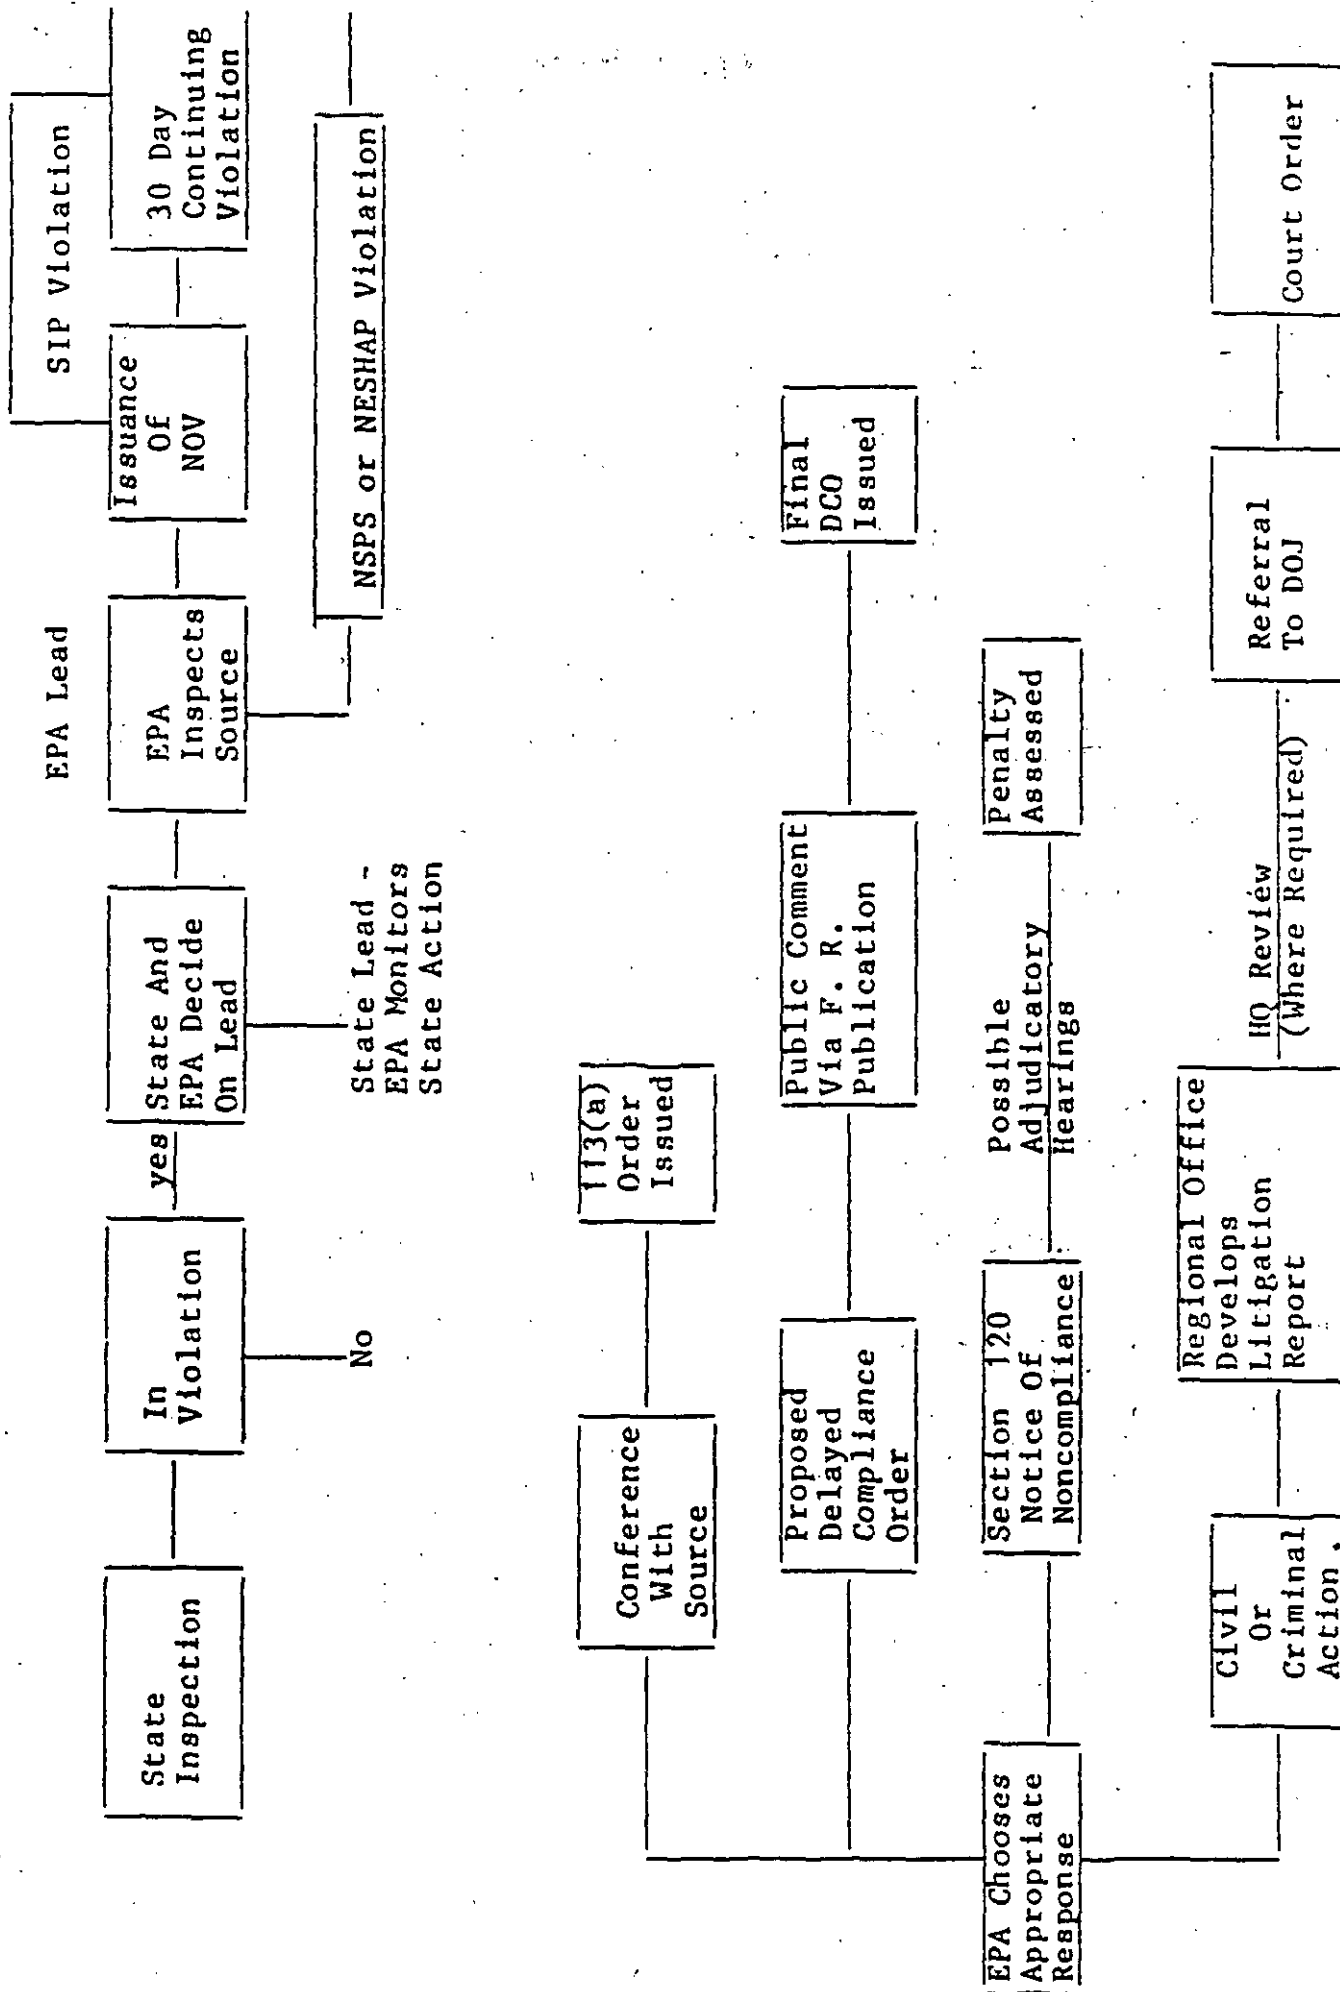 State
Inspection
In
Violation
No
yes
State And
EPA Decide
On Lead
State Lead -
EPA Monitors
State Action
EPA Lead
EPA
Inspects
Source
Issuance
Of
NOV
SIP Violation
30 Day
Continuing
Violation
NSPS or NESHAP Violation
EPA Chooses
Appropriate
Response
Conference
With
Source
113(a)
Order
Issued
Proposed
Delayed
Compliance
Order
Public Comment
Via F. R.
Publication
Final
DCO
Issued
Section 120
Notice Of
Noncompliance
Possible
Adjudicatory
Hearings
Penalty
Assessed
Civil
Or
Criminal
Action
Regional Office
Develops
Litigation
Report
HQ Review
(Where Required)
Referral
To DOJ
Court Order